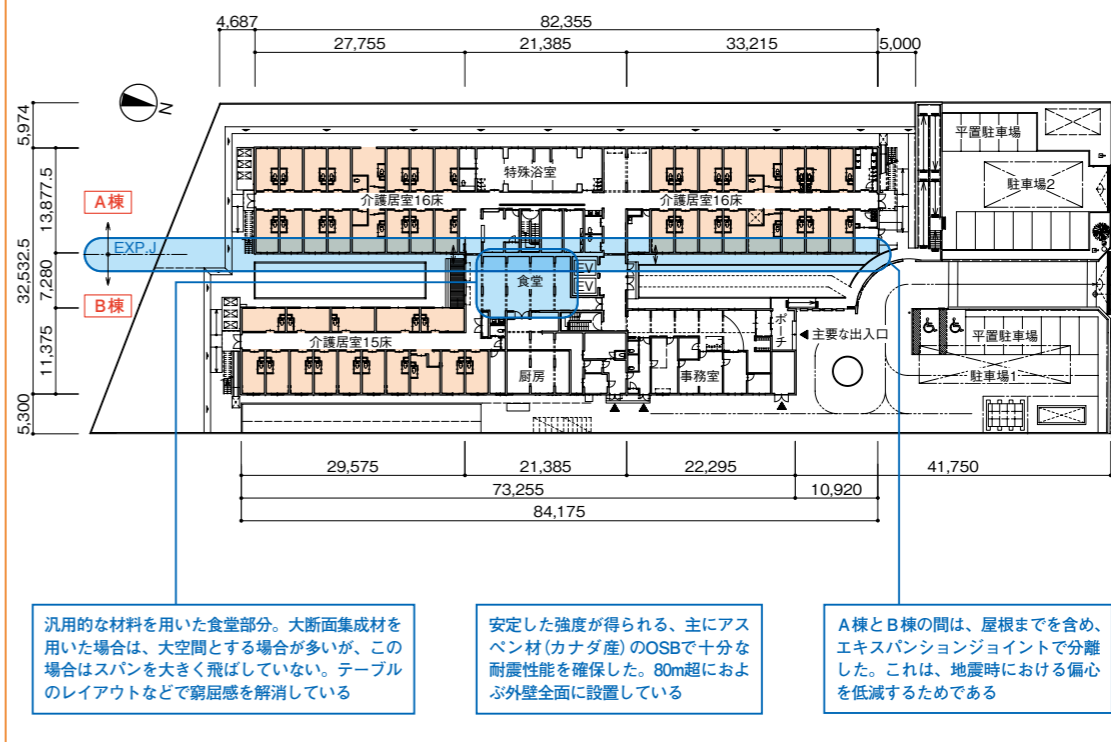 4,687
82,355
27,755
21,385
33,215
5,000
N
5,974
13,877.5
32,532.5
7,280
11,375
5,300
平置駐車場
駐車場2
特殊浴室
介護居室16床
介護居室16床
A棟
EXP.J
B棟
食堂
EV
EV
介護居室15床
厨房
事務室
ポーチ
主要な出入口
平置駐車場
駐車場1
29,575
21,385
22,295
41,750
73,255
10,920
84,175
汎用的な材料を用いた食堂部分。大断面集成材を
用いた場合は、大空間とする場合が多いが、この
場合はスパンを大きく飛ばしていない。テーブル
のレイアウトなどで窮屈感を解消している
安定した強度が得られる、主にアス
ペン材(カナダ産)のOSBで十分な
耐震性能を確保した。80m超におよ
ぶ外壁全面に設置している
A棟とB棟の間は、屋根までを含め、
エキスパンションジョイントで分離
した。これは、地震時における偏心
を低減するためである